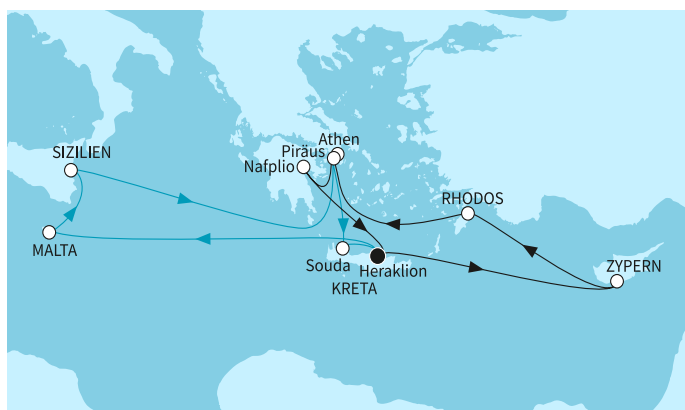 Athen
SIZILIEN
Piräus
Nafplio
RHODOS
MALTA
Souda
Heraklion
ZYPERN
KRETA